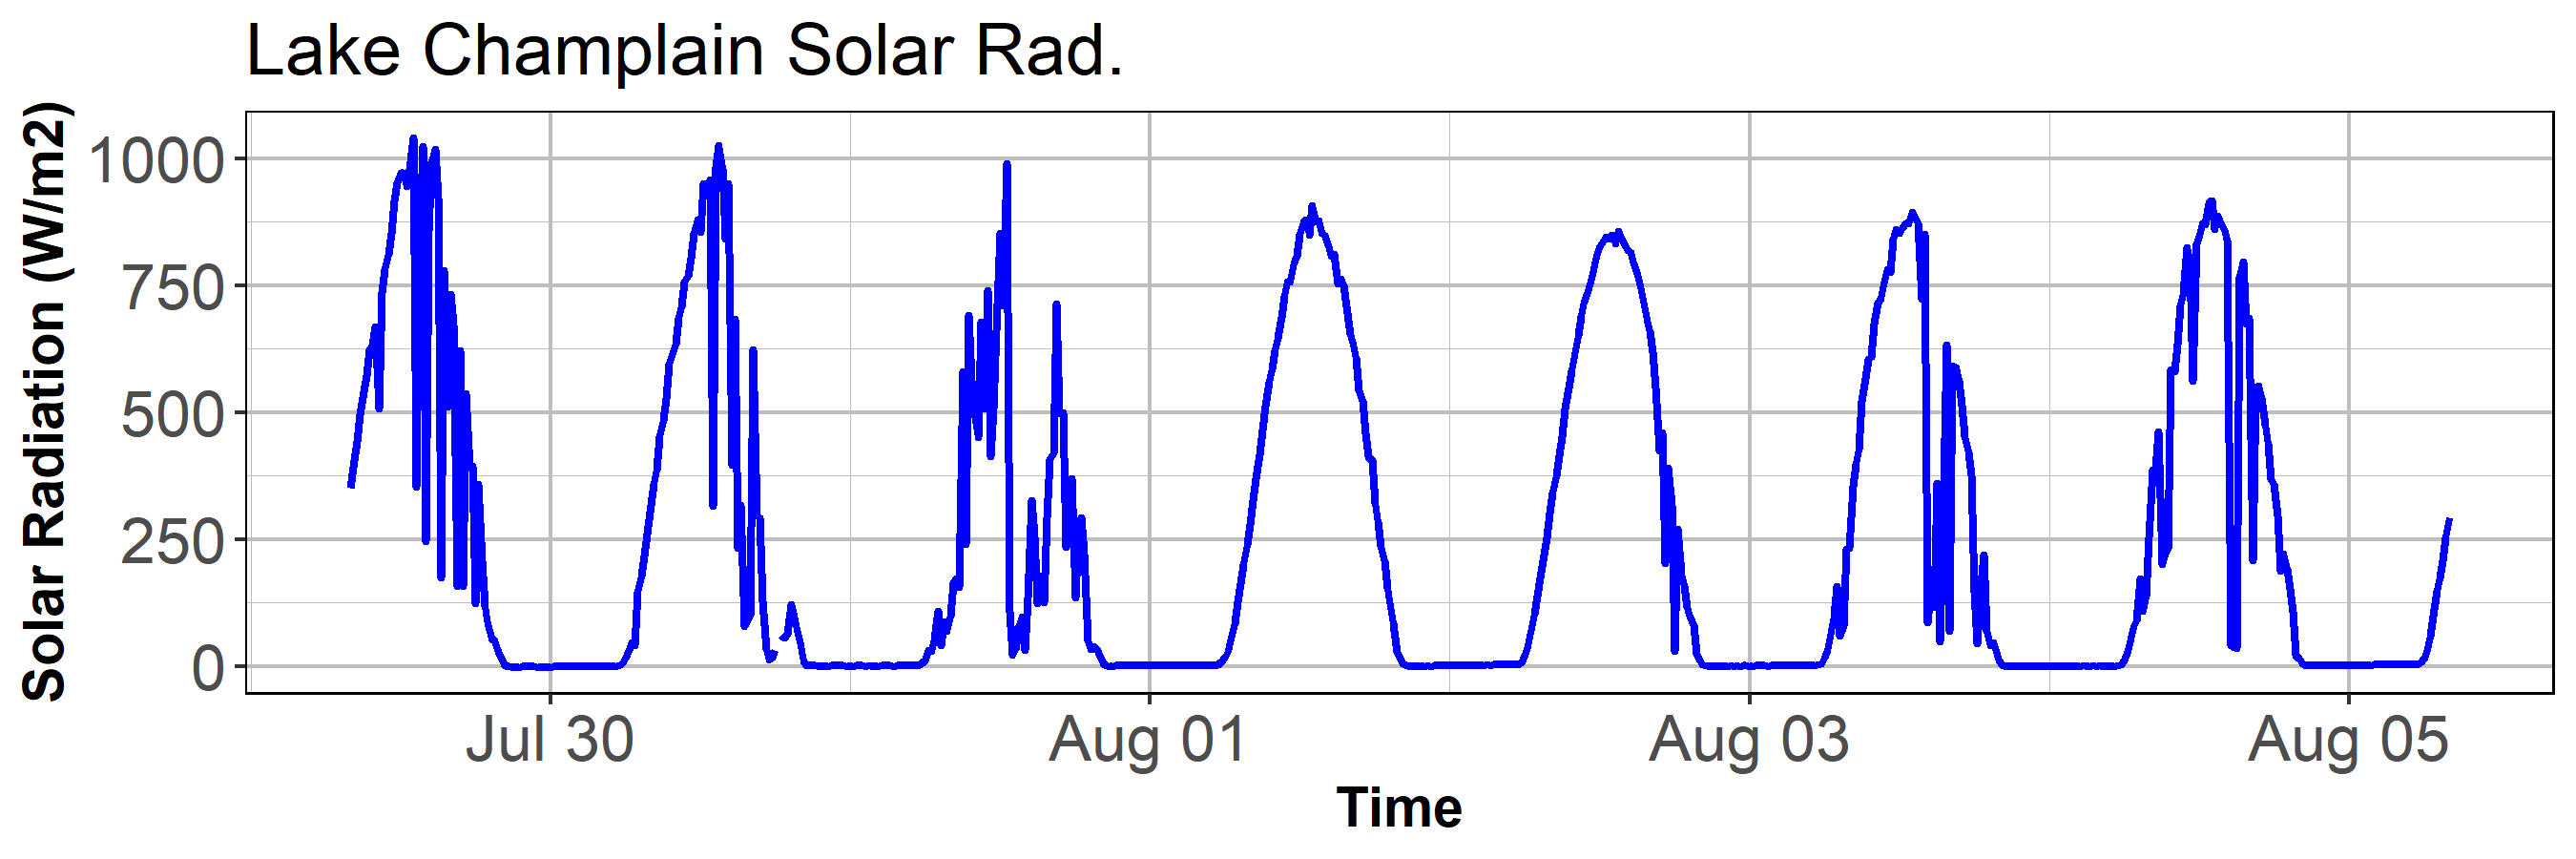 Lake Champlain Solar Rad.
Solar Radiation (W/m2)
1000
750
500
250
0
Jul 30
Aug 01
Aug 03
Aug 05
Time